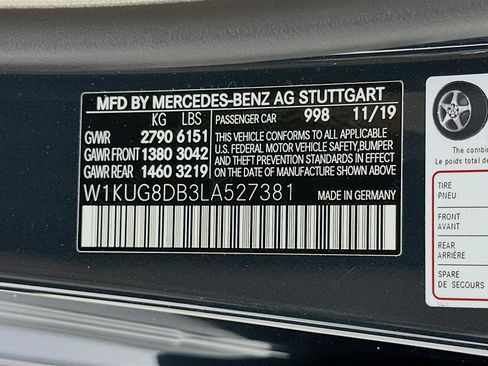 MFD BY MERCEDES-BENZ AG STUTTGART
KG LBS PASSENGER CAR 998 11/19
GVWR 2790 6151
GAWR FRONT 1380 3042
GAWR REAR 1460 3219
THIS VEHICLE CONFORMS TO ALL APPLICABLE
U.S. FEDERAL MOTOR VEHICLE SAFETY,BUMPER
AND THEFT PREVENTION STANDARDS IN EFFECT
ON THE DATE OF MANUFACTURE SHOWN ABOVE.
W1KUG8DB3LA527381 MADE IN GERMANY
The com
Le poids total des
TIRE
PNEU
FRONT
AVANT
REAR
ARRIÈRE
SPARE
DE SECOURS